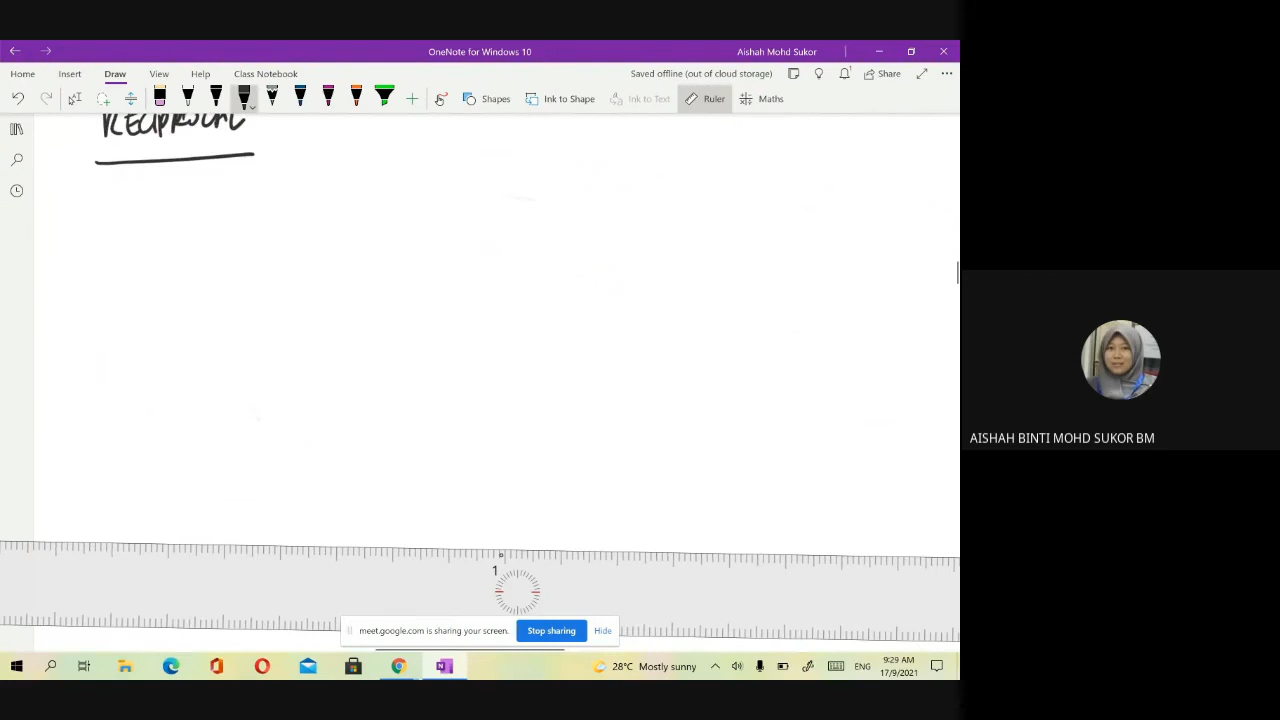 OneNote for Windows 10
Aishah Mohd Sukor
Home Insert Draw View Help Class Notebook
Saved offline (out of cloud storage)
Share
Shapes
Ink to Shape
Ink to Text
Ruler
Maths
RECIPROCAL
1°
AISHAH BINTI MOHD SUKOR BM
meet.google.com is sharing your screen.
Stop sharing
Hide
28°C Mostly sunny
ENG
9:29 AM
17/9/2021